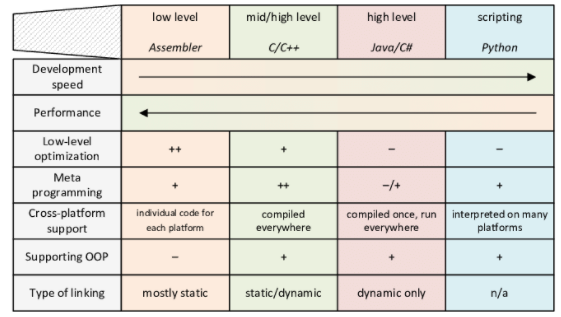 low level mid/high level high level scripting
Assembler C/C++ Java/C# Python
Development
speed
Performance
Low-level
optimization ++ + – –
Meta
programming + ++ –/+ +
Cross-platform
support
individual code for
each platform
compiled
everywhere
compiled once, run
everywhere
interpreted on many
platforms
Supporting OOP – + + +
Type of linking mostly static static/dynamic dynamic only n/a